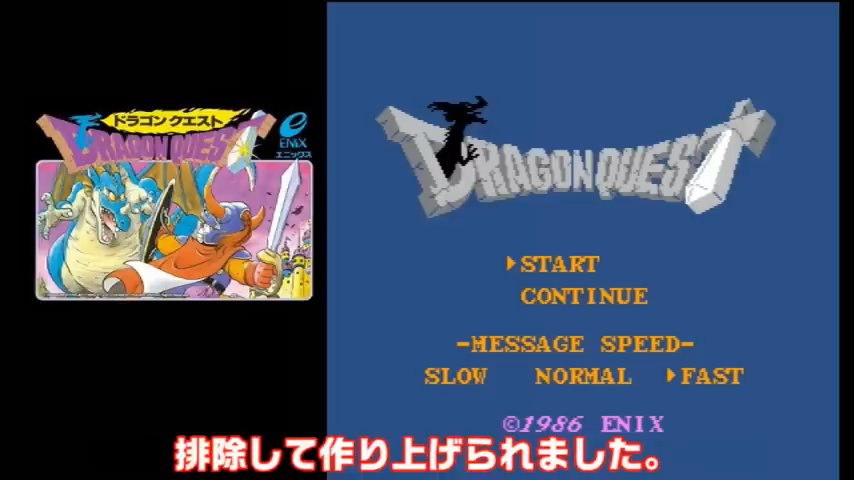 ドラゴンクエスト
DRAGON QUEST
ENIX
エニックス
DRAGON QUEST
START
CONTINUE
-MESSAGE SPEED-
SLOW NORMAL FAST
©1986 ENIX
排除して作り上げられました。